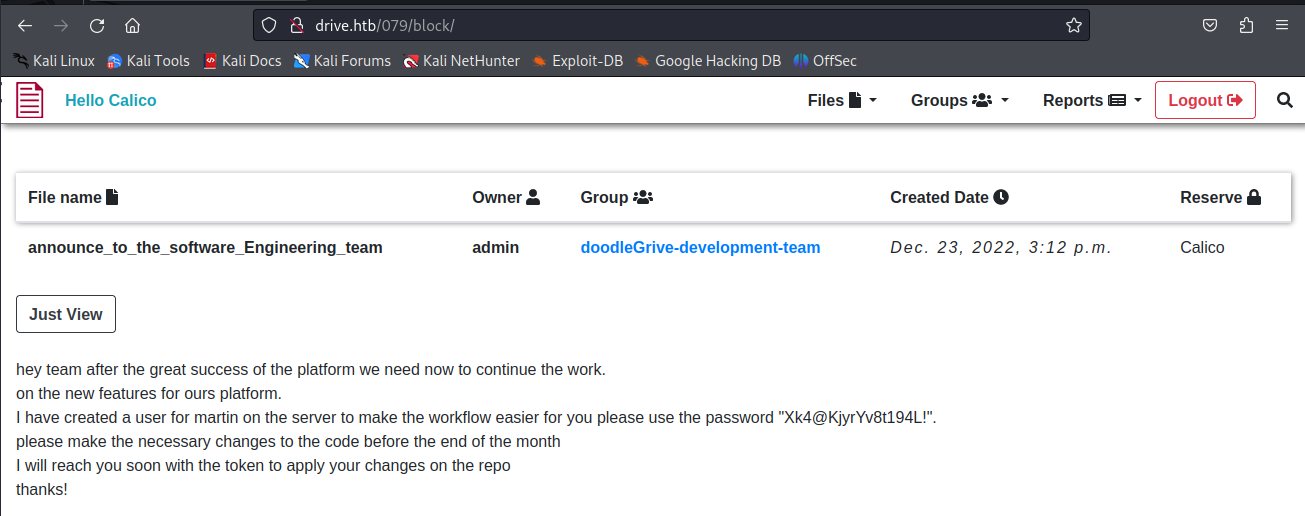 drive.htb/079/block/
Kali Linux Kali Tools Kali Docs Kali Forums Kali NetHunter Exploit-DB Google Hacking DB OffSec
Hello Calico Files Groups Reports Logout
File name Owner Group Created Date Reserve
announce_to_the_software_Engineering_team admin doodleGrive-development-team Dec. 23, 2022, 3:12 p.m. Calico
Just View
hey team after the great success of the platform we need now to continue the work.
on the new features for ours platform.
I have created a user for martin on the server to make the workflow easier for you please use the password "Xk4@KjyrYv8t194L!".
please make the necessary changes to the code before the end of the month
I will reach you soon with the token to apply your changes on the repo
thanks!